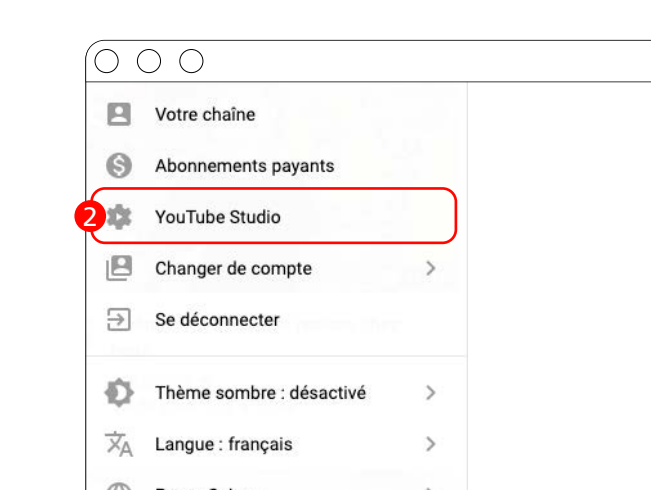 Votre chaîne
Abonnements payants
2 YouTube Studio
Changer de compte
Se déconnecter
Thème sombre : désactivé
Langue : français